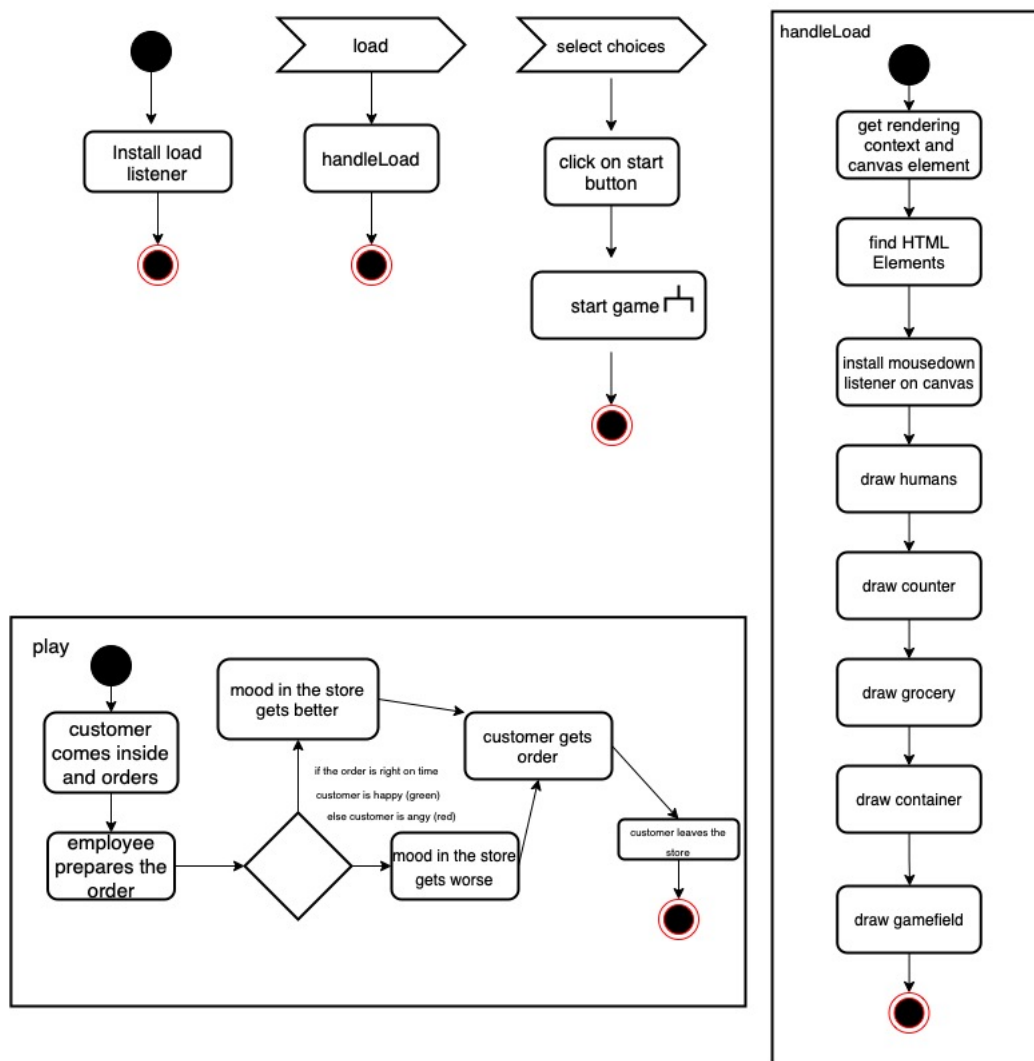 load
select choices
Install load
listener
handleLoad
click on start
button
start game
handleLoad
get rendering
context and
canvas element
find HTML
Elements
install mousedown
listener on canvas
draw humans
draw counter
draw grocery
draw container
draw gamefield
play
customer
comes inside
and orders
employee
prepares the
order
mood in the store
gets better
if the order is right on time
customer is happy (green)
else customer is angy (red)
mood in the store
gets worse
customer gets
order
customer leaves the
store